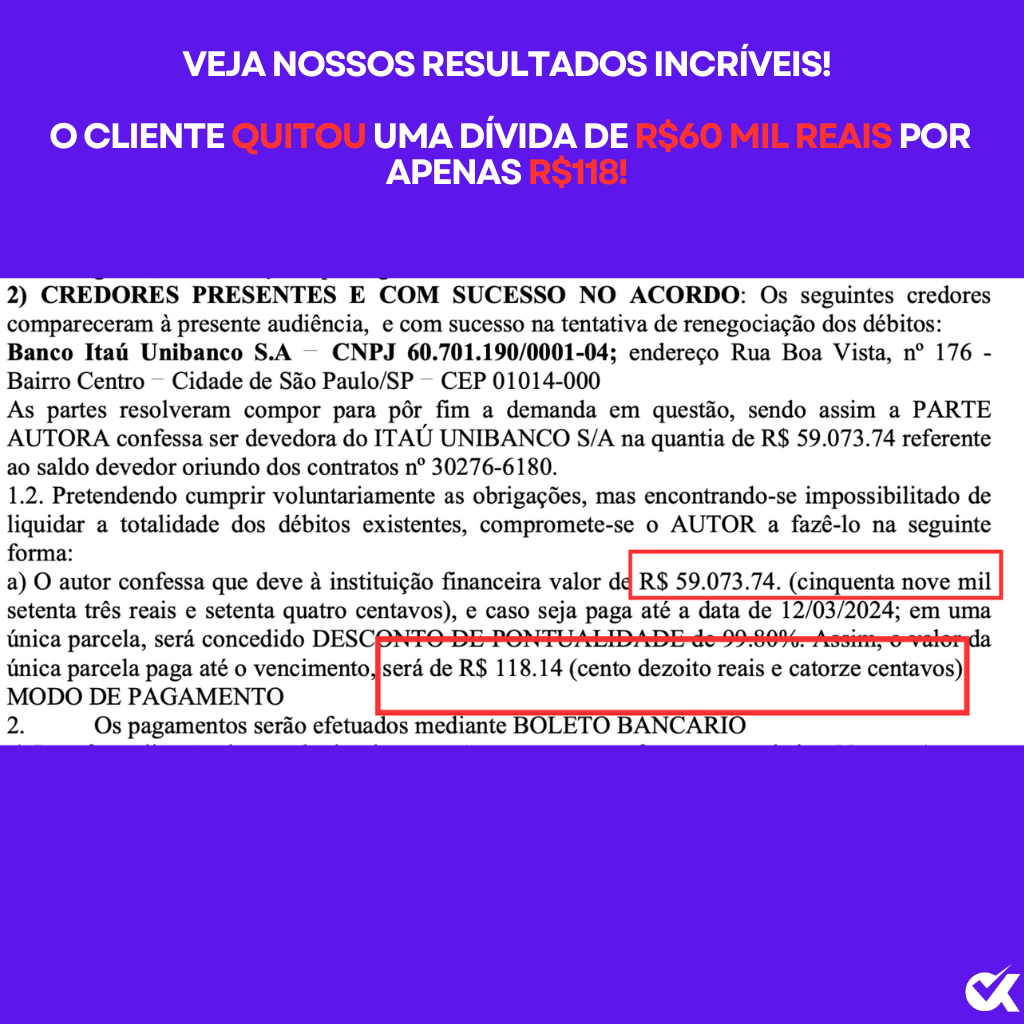 VEJA NOSSOS RESULTADOS INCRÍVEIS!
O CLIENTE QUITOU UMA DÍVIDA DE R$60 MIL REAIS POR
APENAS R$118!
2) CREDORES PRESENTES E COM SUCESSO NO ACORDO: Os seguintes credores
compareceram à presente audiência, e com sucesso na tentativa de renegociação dos débitos:
Banco Itaú Unibanco S.A – CNPJ 60.701.190/0001-04; endereço Rua Boa Vista, nº 176 -
Bairro Centro – Cidade de São Paulo/SP – CEP 01014-000
As partes resolveram compor para pôr fim a demanda em questão, sendo assim a PARTE
AUTORA confessa ser devedora do ITAÚ UNIBANCO S/A na quantia de R$ 59.073.74 referente
ao saldo devedor oriundo dos contratos nº 30276-6180.
1.2. Pretendendo cumprir voluntariamente as obrigações, mas encontrando-se impossibilitado de
liquidar a totalidade dos débitos existentes, compromete-se o AUTOR a fazê-lo na seguinte
forma:
a) O autor confessa que deve à instituição financeira valor de R$ 59.073.74. (cinquenta nove mil
setenta três reais e setenta quatro centavos), e caso seja paga até a data de 12/03/2024; em uma
única parcela, será concedido DESCONTO DE PONTUALIDADE de 99.80%. Assim, o valor da
única parcela paga até o vencimento, será de R$ 118.14 (cento dezoito reais e catorze centavos)
MODO DE PAGAMENTO
2. Os pagamentos serão efetuados mediante BOLETO BANCARIO